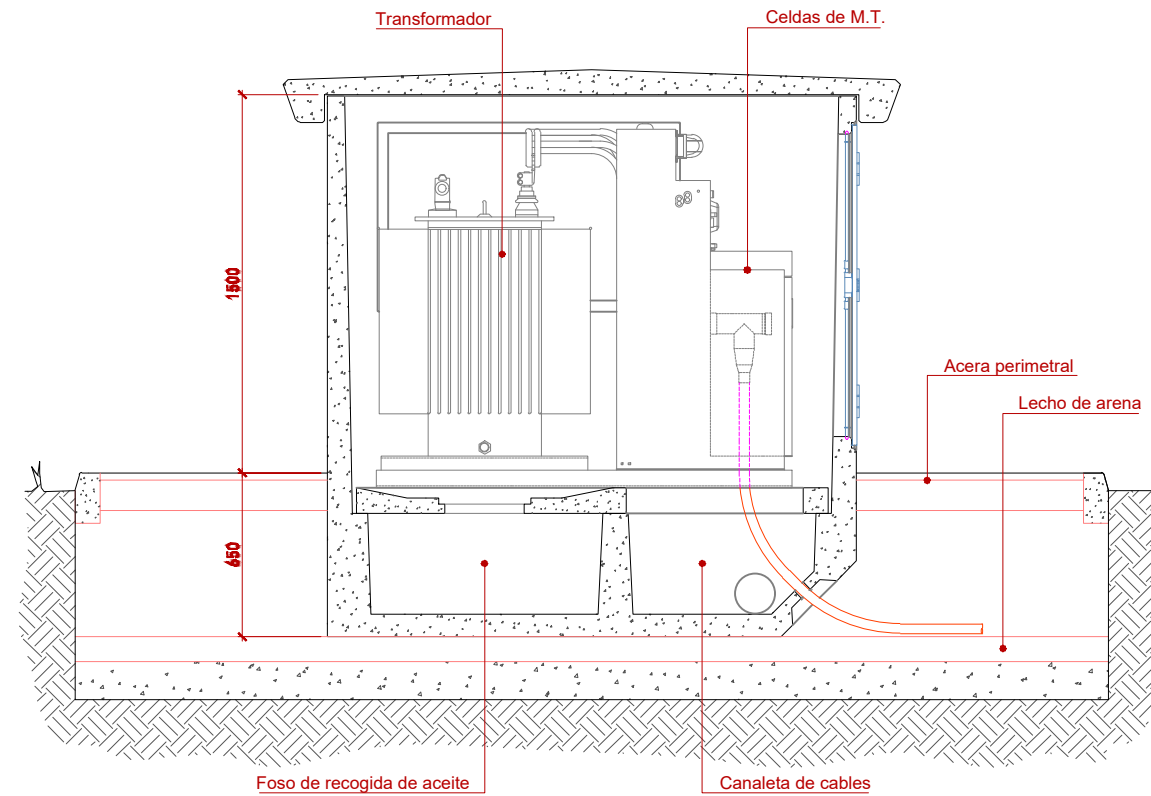 Transformador
Celdas de M.T.
1500
Acera perimetral
Lecho de arena
650
Foso de recogida de aceite
Canaleta de cables